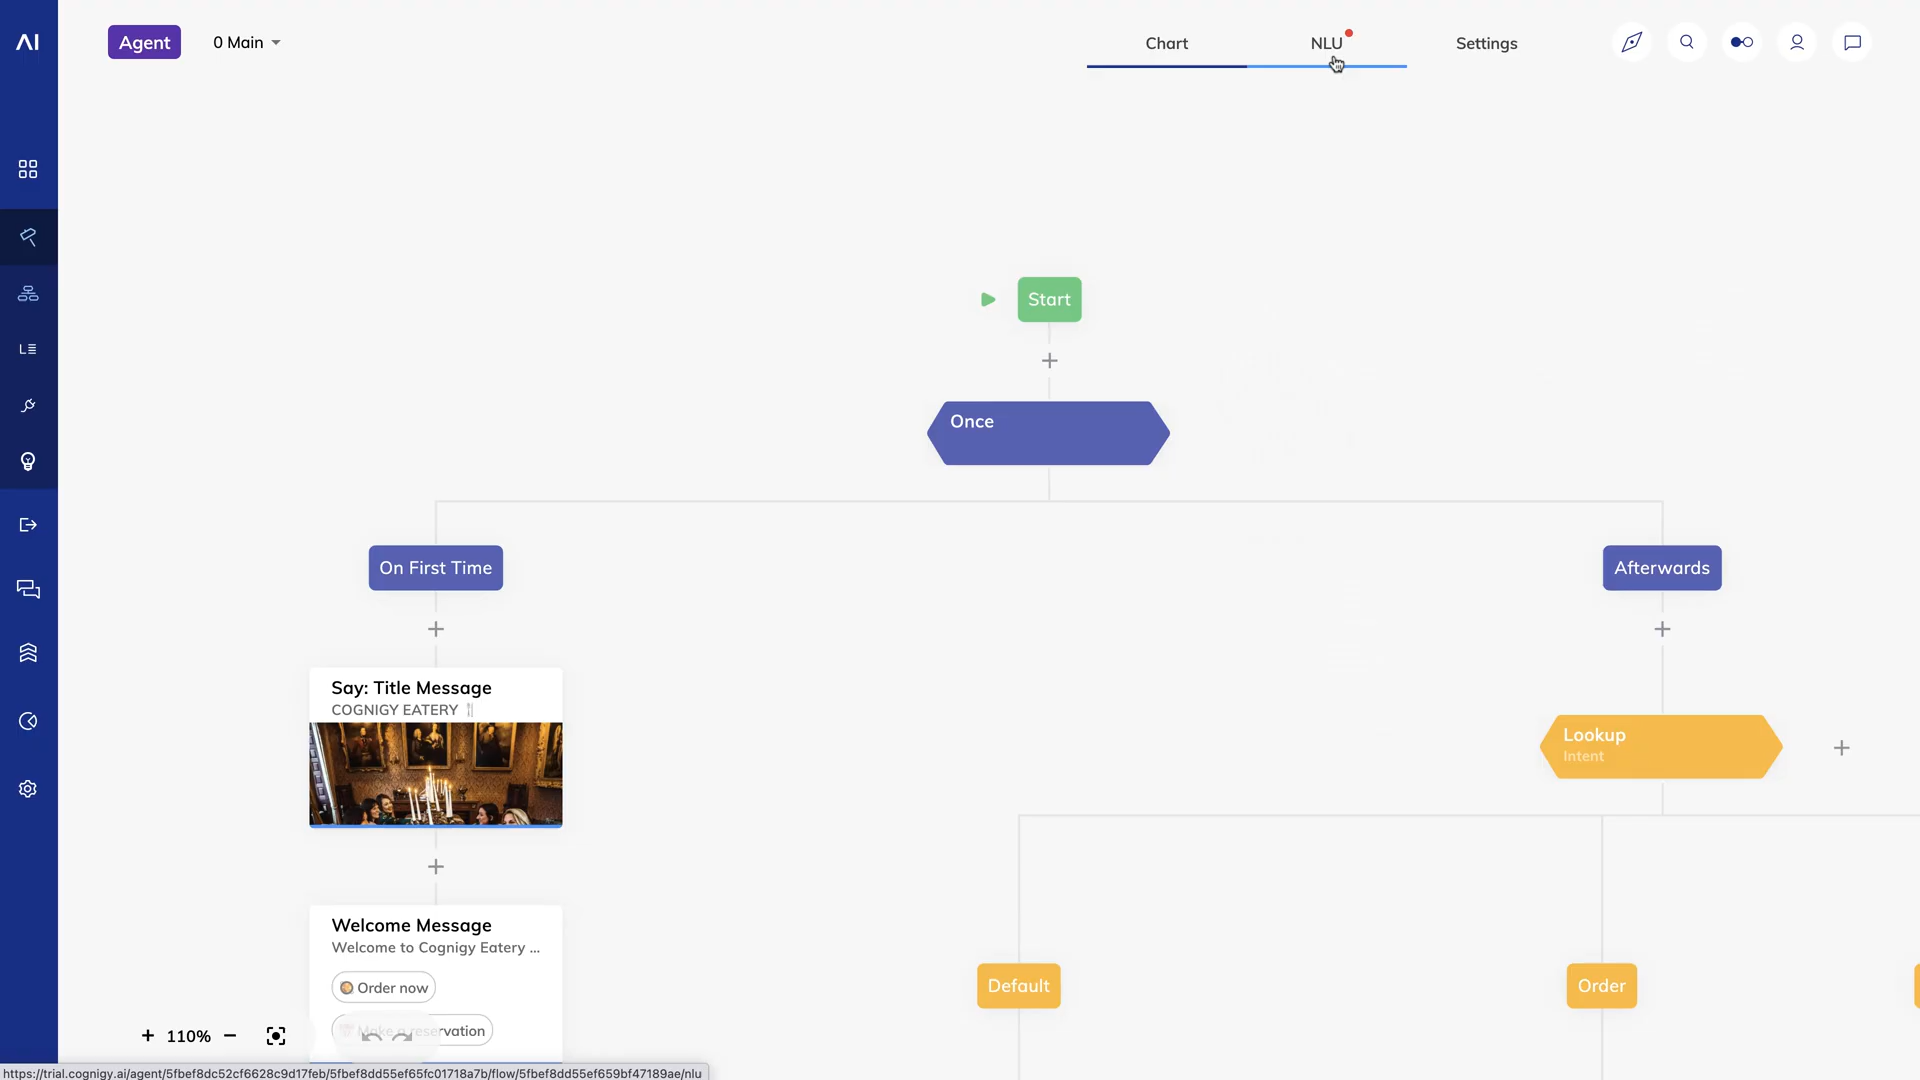 AI
Agent
0 Main
Chart
NLU
Settings
Start
Once
On First Time
Afterwards
Say: Title Message
COGNIGY EATERY
Lookup
Intent
Welcome Message
Welcome to Cognigy Eatery ...
Order now
Make a reservation
Default
Order
110%
https://trial.cognigy.ai/agent/5fbef8dc52cf6628c9d17feb/5fbef8dd55ef65fc01718a7b/flow/5fbef8dd55ef659bf47189ae/nlu